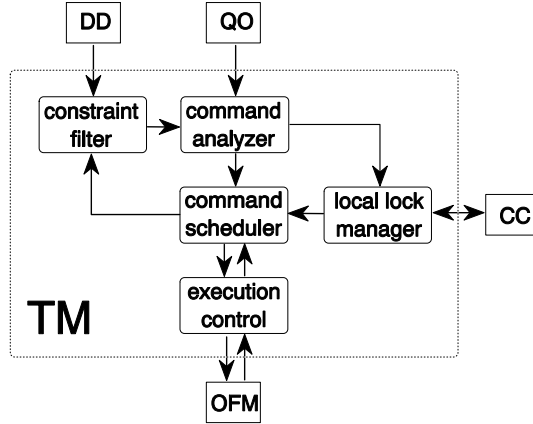 DD
QO
constraint
filter
command
analyzer
command
scheduler
local lock
manager
CC
execution
control
TM
OFM